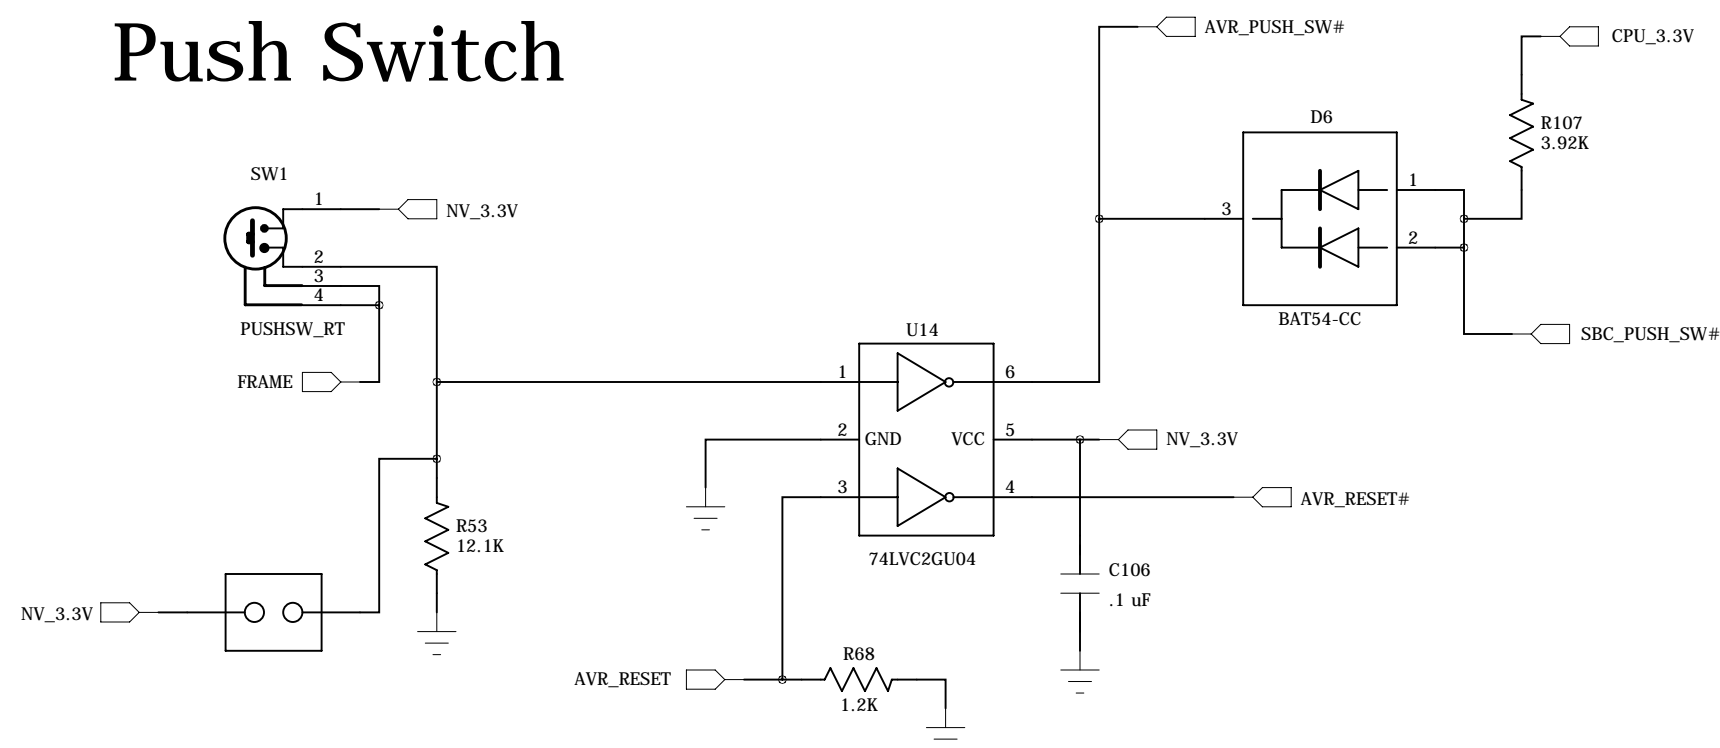 Push Switch
AVR_PUSH_SW#
CPU_3.3V
D6
R107
3.92K
SW1
1
NV_3.3V
2
3
4
PUSHSW_RT
FRAME
3
1
2
BAT54-CC
SBC_PUSH_SW#
U14
1
6
2
GND
VCC
5
NV_3.3V
3
4
AVR_RESET#
74LVC2GU04
R53
12.1K
C106
.1 uF
NV_3.3V
AVR_RESET
R68
1.2K